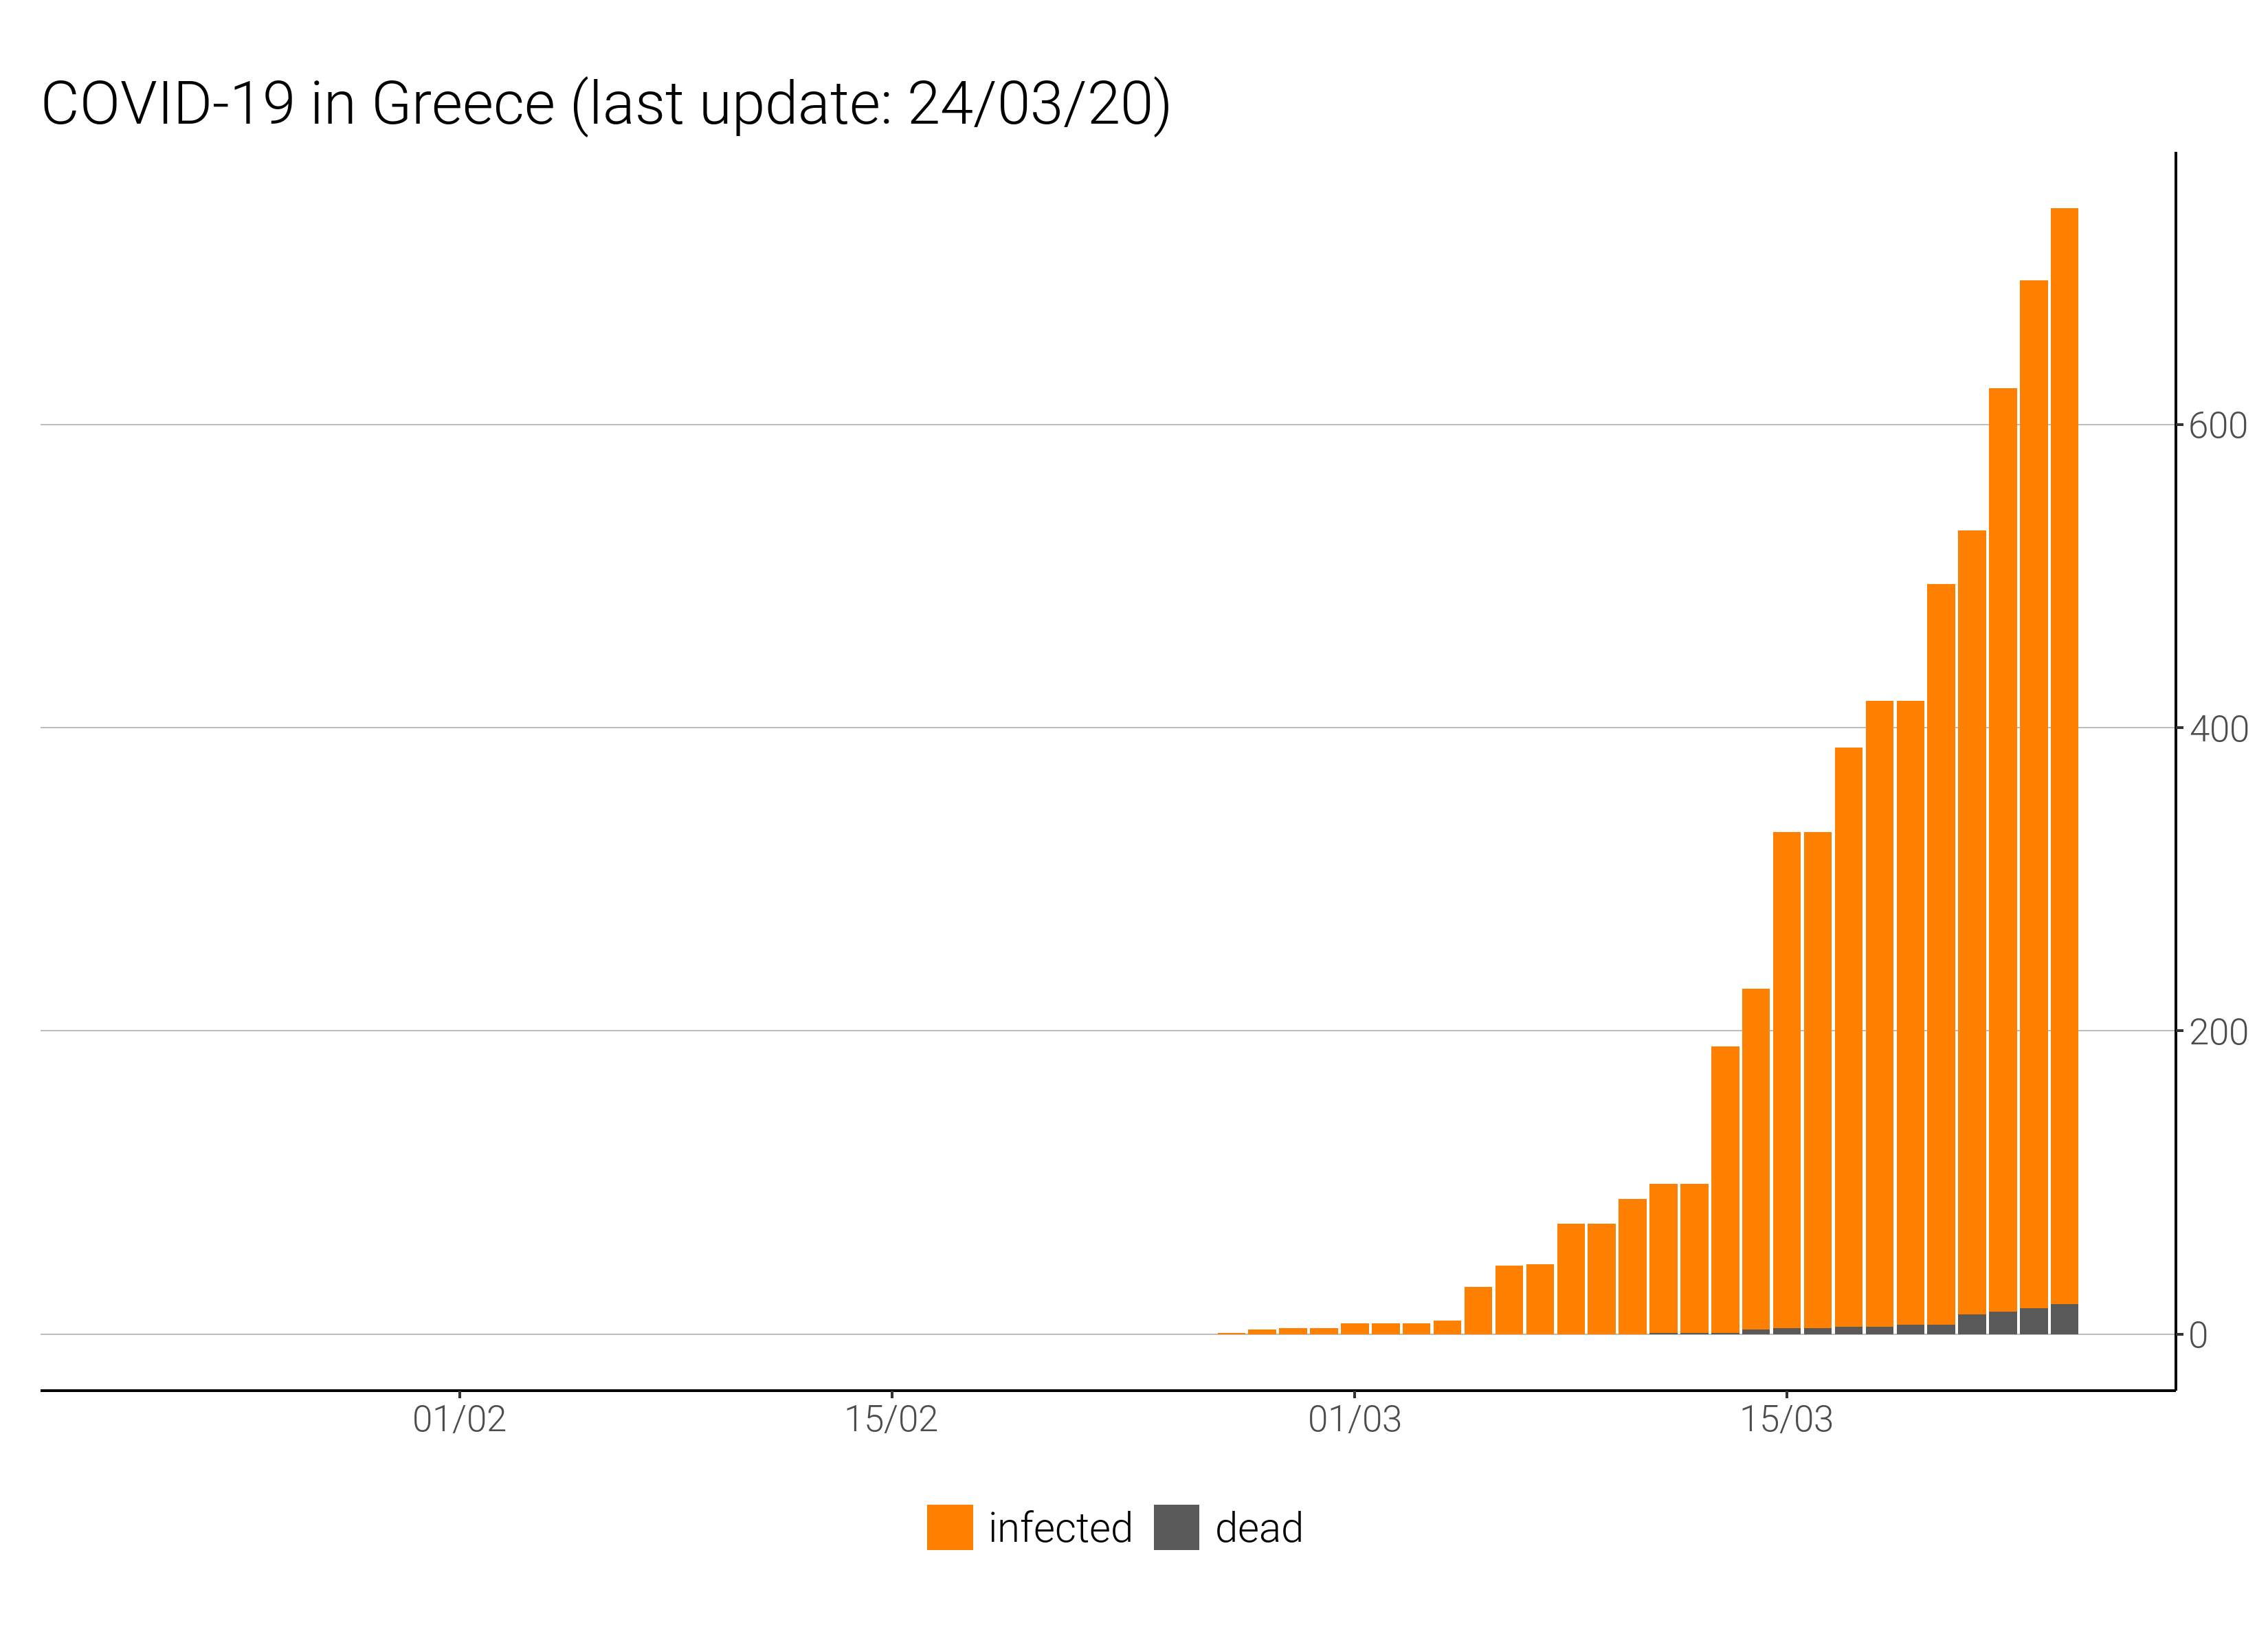 COVID-19 in Greece (last update: 24/03/20)
600
400
200
0
01/02 15/02 01/03 15/03
infected dead